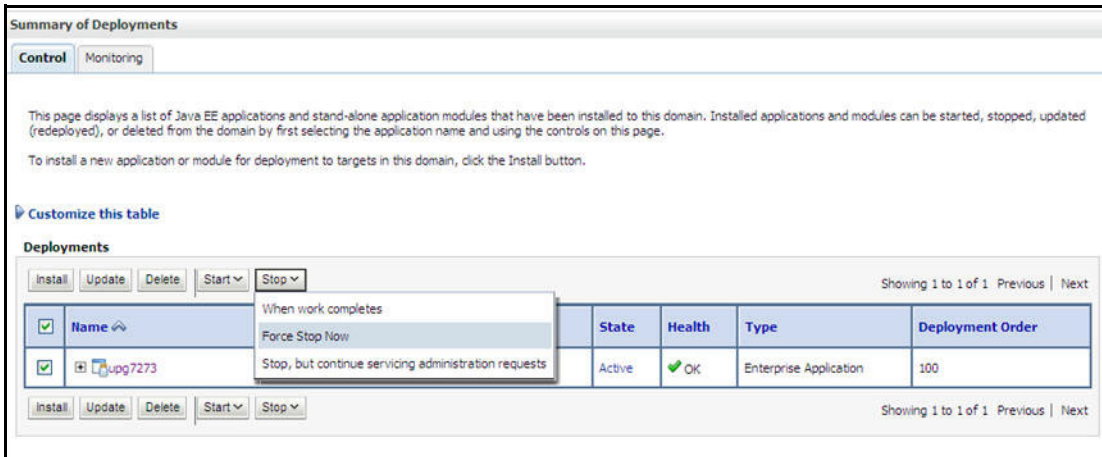 Summary of Deployments
Control Monitoring
This page displays a list of Java EE applications and stand-alone application modules that have been installed to this domain. Installed applications and modules can be started, stopped, updated
(redeployed), or deleted from the domain by first selecting the application name and using the controls on this page.
To install a new application or module for deployment to targets in this domain, click the Install button.
Customize this table
Deployments
Install Update Delete Start Stop Showing 1 to 1 of 1 Previous | Next
When work completes
Force Stop Now
Stop, but continue servicing administration requests
Name State Health Type Deployment Order
upg7273 Active OK Enterprise Application 100
Install Update Delete Start Stop Showing 1 to 1 of 1 Previous | Next